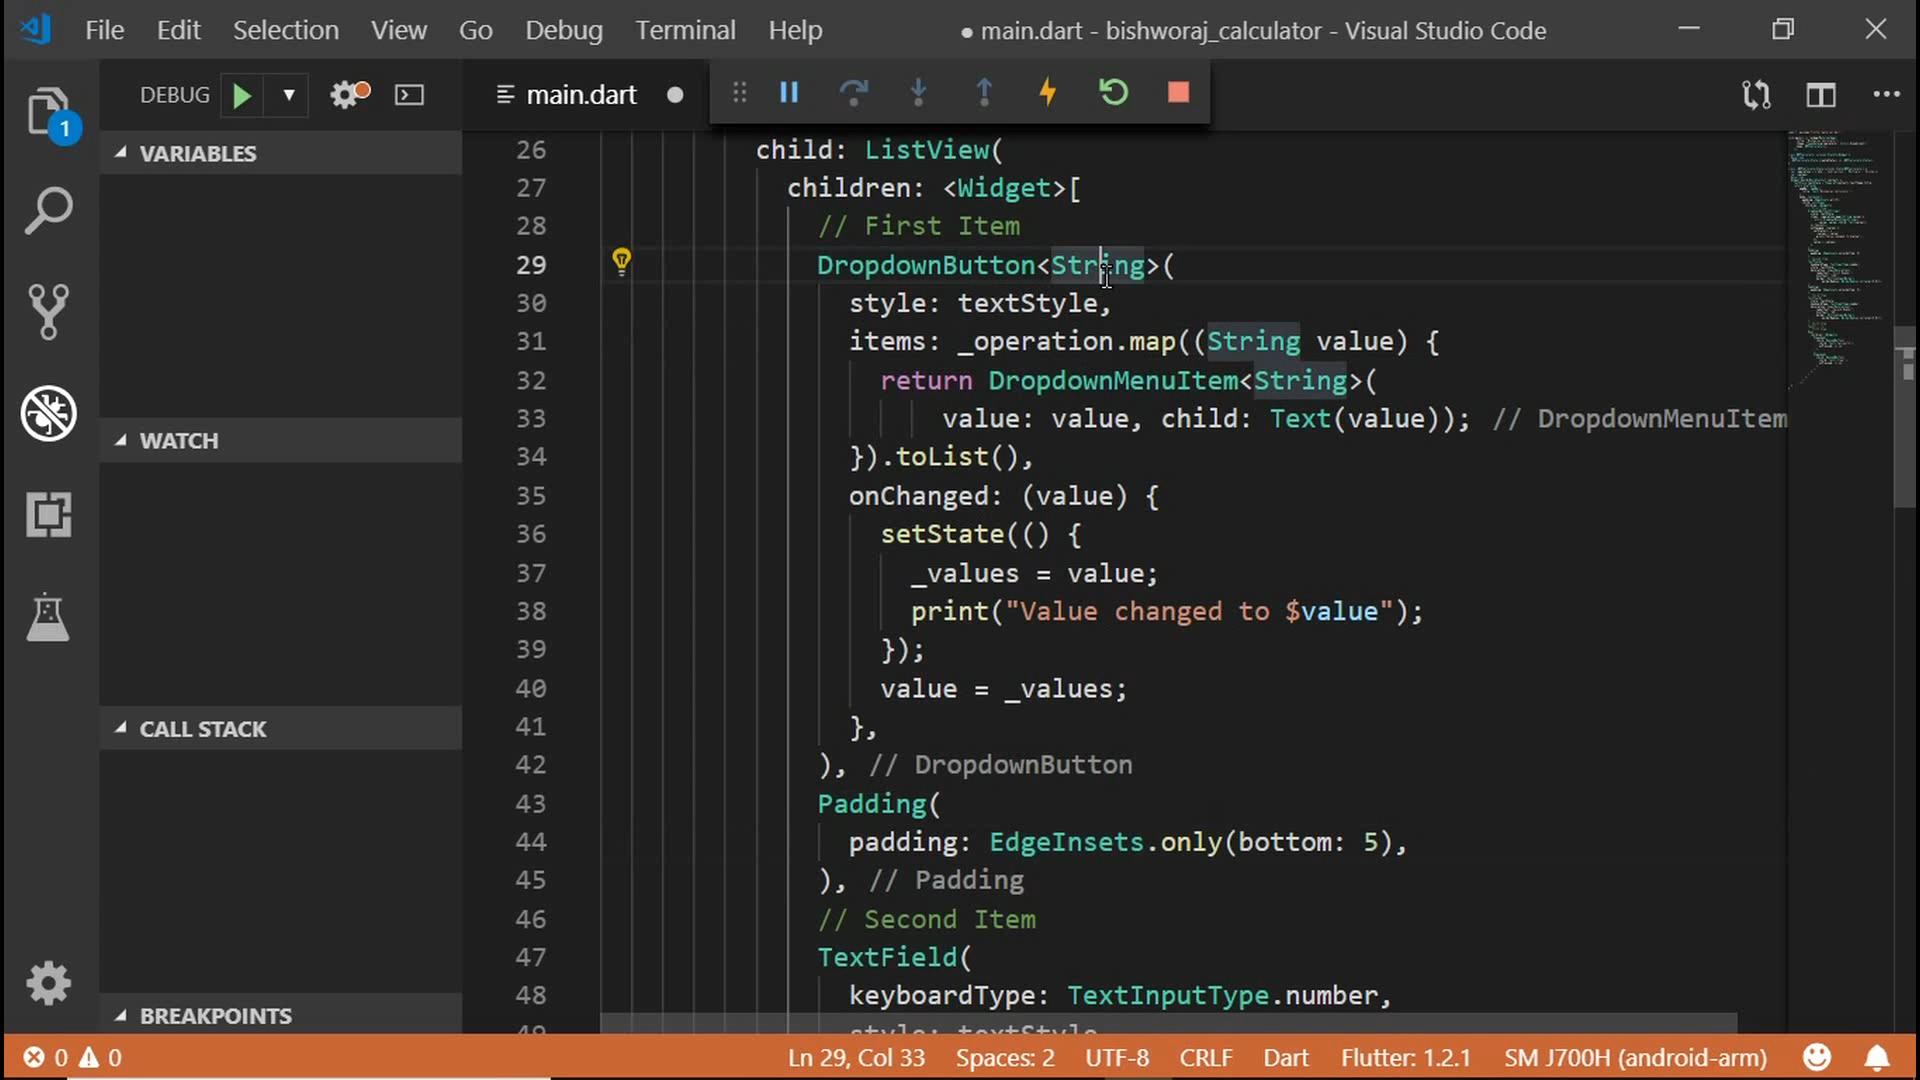 File Edit Selection View Go Debug Terminal Help ● main.dart - bishworaj_calculator - Visual Studio Code
DEBUG
main.dart
1
VARIABLES
WATCH
CALL STACK
BREAKPOINTS
26 child: ListView(
27 children: <Widget>[
28 // First Item
29 DropdownButton<String>(
30 style: textStyle,
31 items: _operation.map((String value) {
32 return DropdownMenuItem<String>(
33 value: value, child: Text(value)); // DropdownMenuItem
34 }).toList(),
35 onChanged: (value) {
36 setState(() {
37 _values = value;
38 print("Value changed to $value");
39 });
40 value = _values;
41 },
42 ), // DropdownButton
43 Padding(
44 padding: EdgeInsets.only(bottom: 5),
45 ), // Padding
46 // Second Item
47 TextField(
48 keyboardType: TextInputType.number,
49 style: textStyle
0 0 Ln 29, Col 33 Spaces: 2 UTF-8 CRLF Dart Flutter: 1.2.1 SM J700H (android-arm)